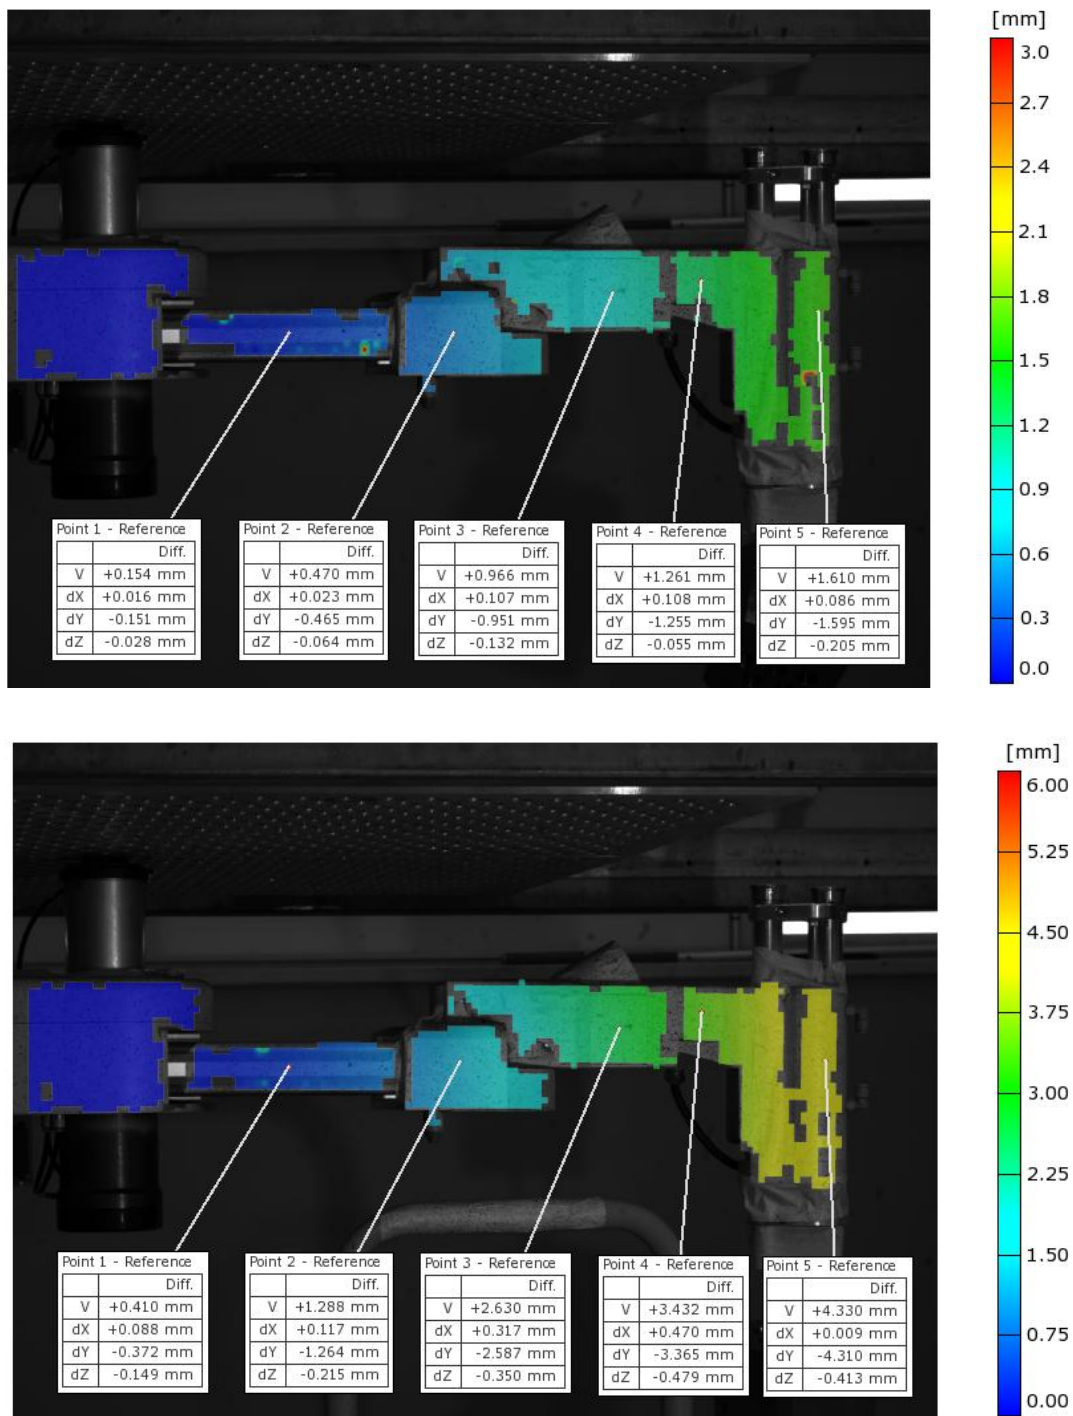 [mm]
3.0
2.7
2.4
2.1
1.8
1.5
1.2
0.9
0.6
0.3
0.0
Point 1 - Reference
Diff.
V +0.154 mm
dX +0.016 mm
dY -0.151 mm
dZ -0.028 mm
Point 2 - Reference
Diff.
V +0.470 mm
dX +0.023 mm
dY -0.465 mm
dZ -0.064 mm
Point 3 - Reference
Diff.
V +0.966 mm
dX +0.107 mm
dY -0.951 mm
dZ -0.132 mm
Point 4 - Reference
Diff.
V +1.261 mm
dX +0.108 mm
dY -1.255 mm
dZ -0.055 mm
Point 5 - Reference
Diff.
V +1.610 mm
dX +0.086 mm
dY -1.595 mm
dZ -0.205 mm
[mm]
6.00
5.25
4.50
3.75
3.00
2.25
1.50
0.75
0.00
Point 1 - Reference
Diff.
V +0.410 mm
dX +0.088 mm
dY -0.372 mm
dZ -0.149 mm
Point 2 - Reference
Diff.
V +1.288 mm
dX +0.117 mm
dY -1.264 mm
dZ -0.215 mm
Point 3 - Reference
Diff.
V +2.630 mm
dX +0.317 mm
dY -2.587 mm
dZ -0.350 mm
Point 4 - Reference
Diff.
V +3.432 mm
dX +0.470 mm
dY -3.365 mm
dZ -0.479 mm
Point 5 - Reference
Diff.
V +4.330 mm
dX +0.009 mm
dY -4.310 mm
dZ -0.413 mm